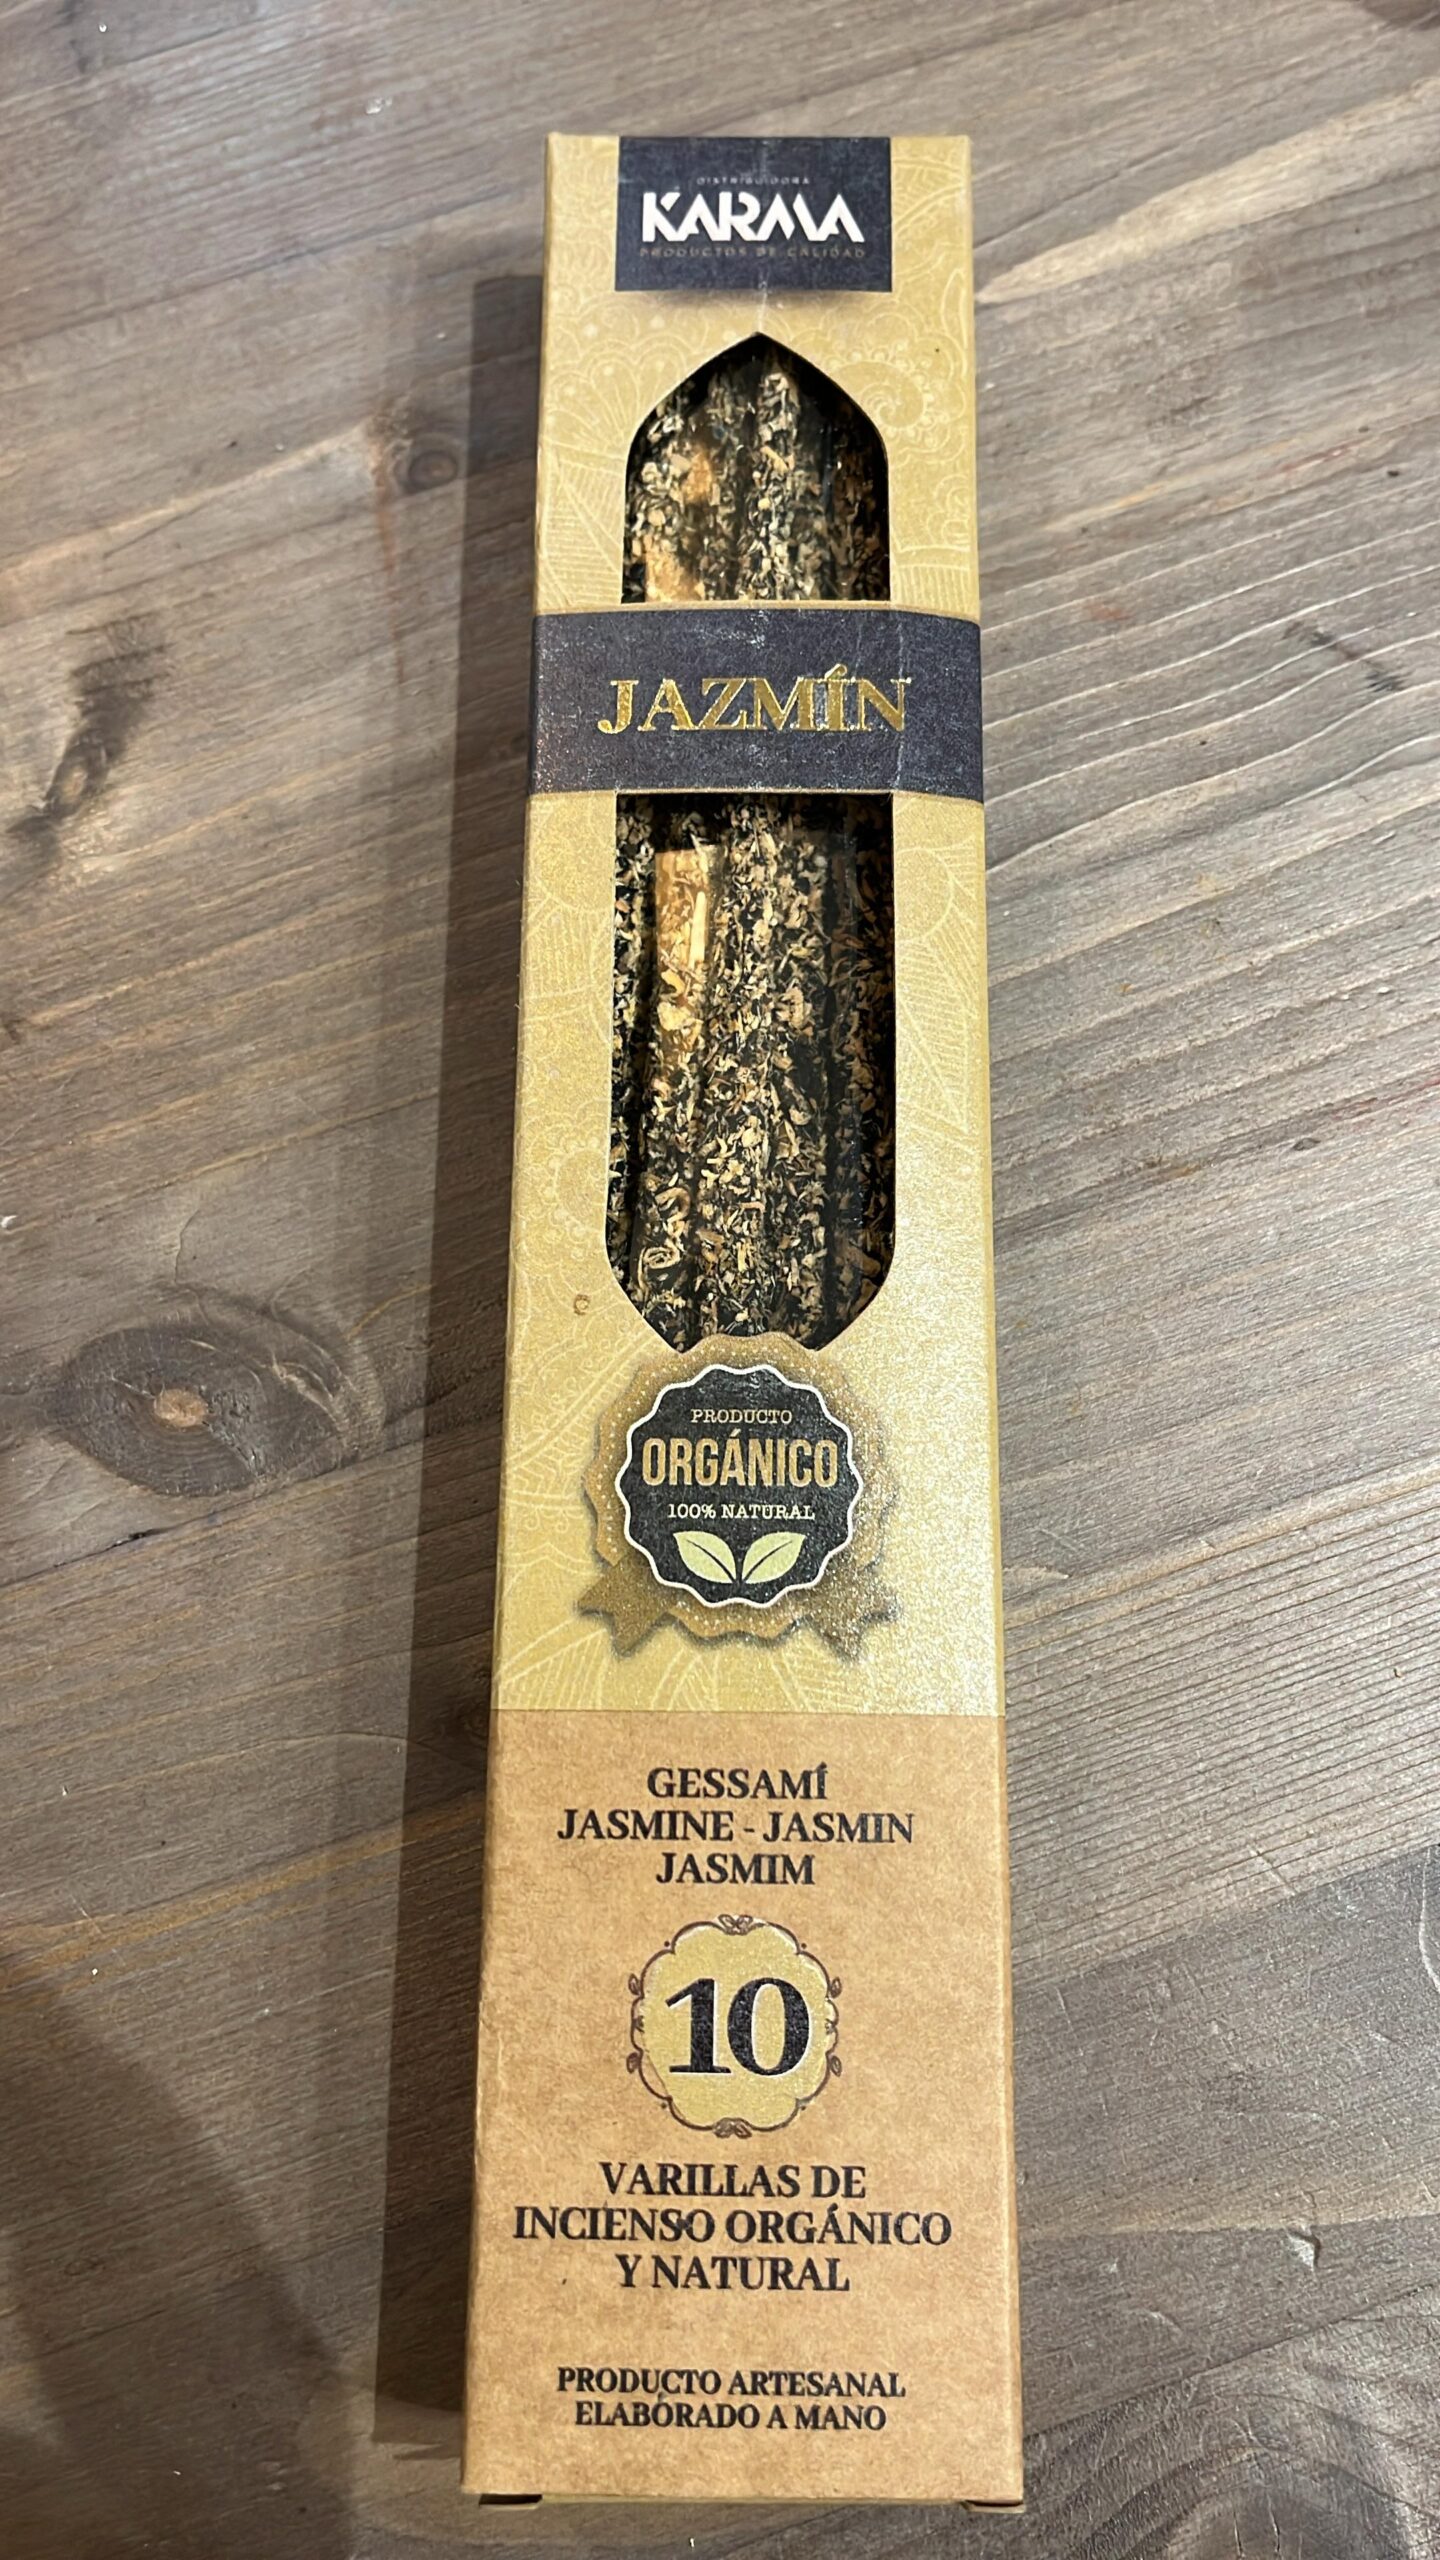 DISTRIBUIDORA
KARMA
PRODUCTOS DE CALIDAD
JAZMÍN
PRODUCTO
ORGÁNICO
100% NATURAL
GESSAMÍ
JASMINE - JASMIN
JASMIM
10
VARILLAS DE
INCIENSO ORGÁNICO
Y NATURAL
PRODUCTO ARTESANAL
ELABORADO A MANO